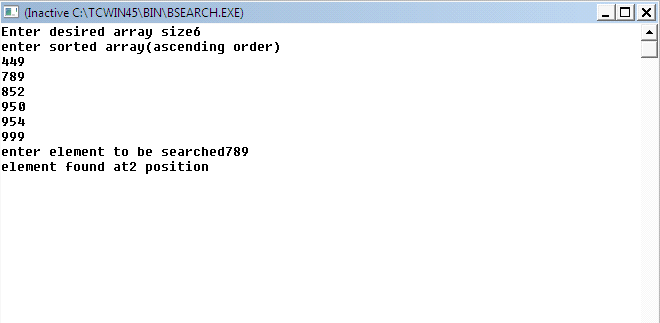 (Inactive C:\TCWIN45\BIN\BSEARCH.EXE)
Enter desired array size6
enter sorted array(ascending order)
449
789
852
950
954
999
enter element to be searched789
element found at2 position